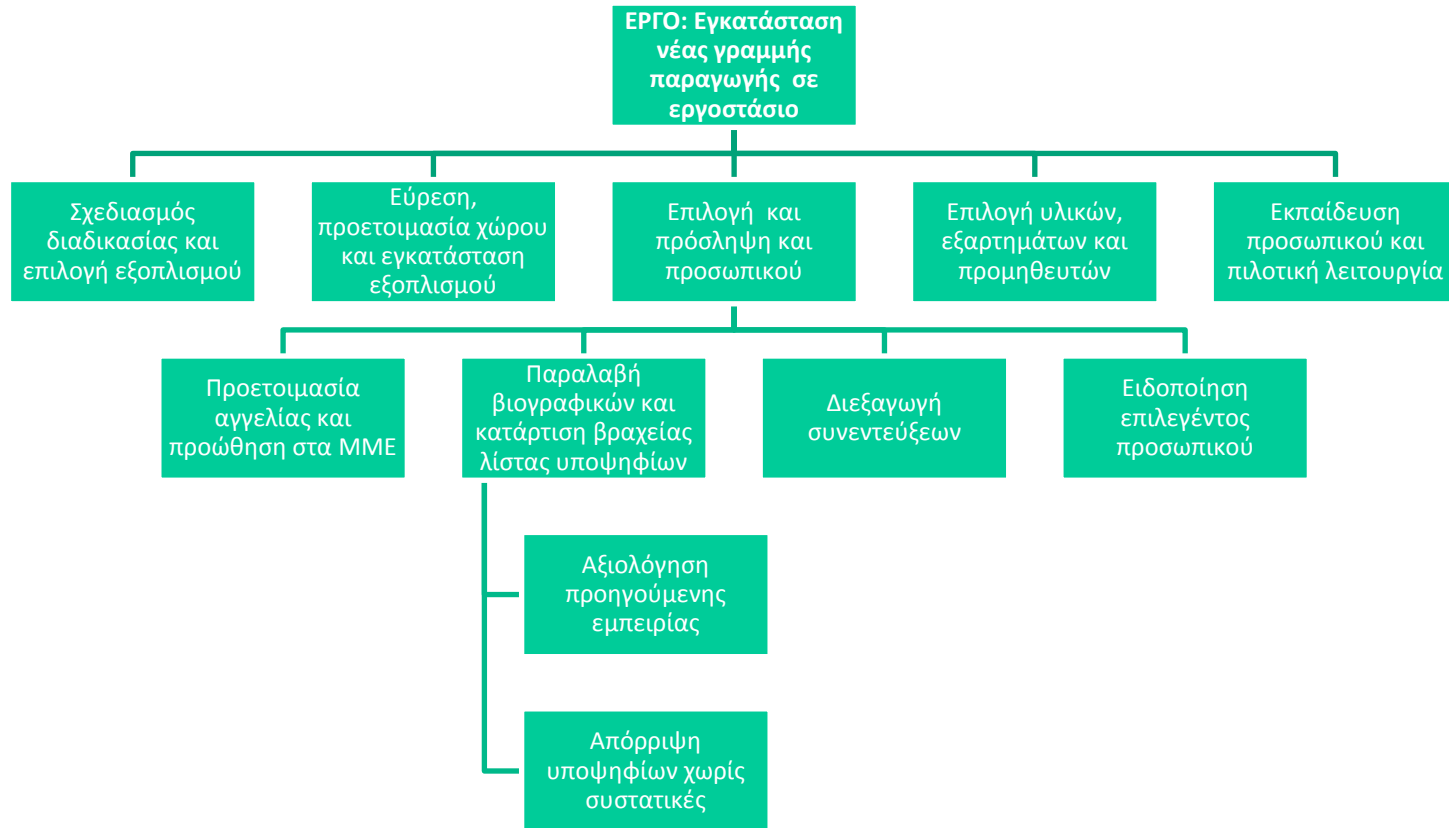 ΕΡΓΟ: Εγκατάσταση
νέας γραμμής
παραγωγής σε
εργοστάσιο
Σχεδιασμός
διαδικασίας και
επιλογή εξοπλισμού
Εύρεση,
προετοιμασία χώρου
και εγκατάσταση
εξοπλισμού
Επιλογή και
πρόσληψη και
προσωπικού
Επιλογή υλικών,
εξαρτημάτων και
προμηθευτών
Εκπαίδευση
προσωπικού και
πιλοτική λειτουργία
Προετοιμασία
αγγελίας και
προώθηση στα ΜΜΕ
Παραλαβή
βιογραφικών και
κατάρτιση βραχείας
λίστας υποψηφίων
Διεξαγωγή
συνεντεύξεων
Ειδοποίηση
επιλεγέντος
προσωπικού
Αξιολόγηση
προηγούμενης
εμπειρίας
Απόρριψη
υποψηφίων χωρίς
συστατικές